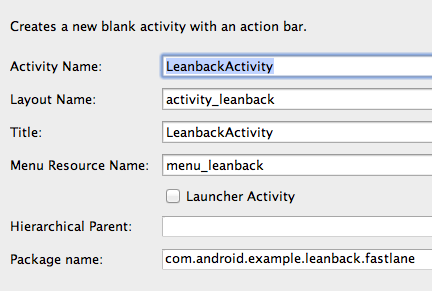 Creates a new blank activity with an action bar.
Activity Name: LeanbackActivity
Layout Name: activity_leanback
Title: LeanbackActivity
Menu Resource Name: menu_leanback
Launcher Activity
Hierarchical Parent:
Package name: com.android.example.leanback.fastlane